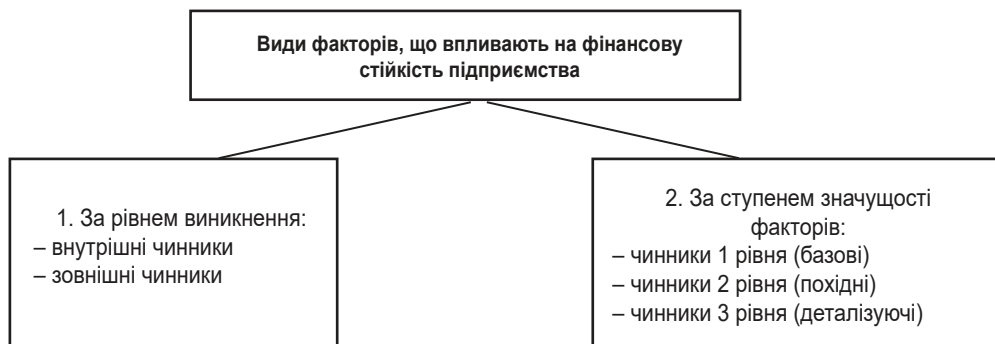 Види факторів, що впливають на фінансову
стійкість підприємства
1. За рівнем виникнення:
– внутрішні чинники
– зовнішні чинники
2. За ступенем значущості
факторів:
– чинники 1 рівня (базові)
– чинники 2 рівня (похідні)
– чинники 3 рівня (деталізуючі)